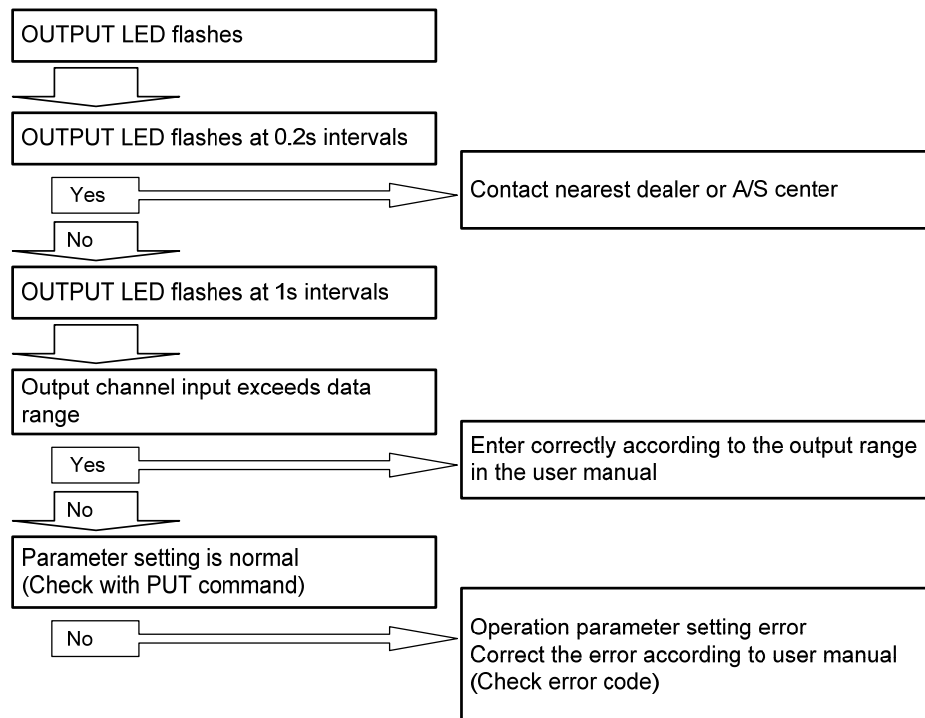 OUTPUT LED flashes
OUTPUT LED flashes at 0.2s intervals
Yes
Contact nearest dealer or A/S center
No
OUTPUT LED flashes at 1s intervals
Output channel input exceeds data
range
Yes
Enter correctly according to the output range
in the user manual
No
Parameter setting is normal
(Check with PUT command)
No
Operation parameter setting error
Correct the error according to user manual
(Check error code)